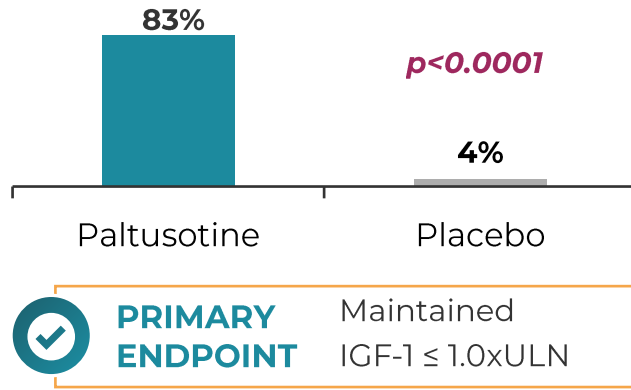 83%
p<0.0001
4%
Paltusotine
Placebo
PRIMARY
ENDPOINT
Maintained
IGF-1 ≤ 1.0xULN